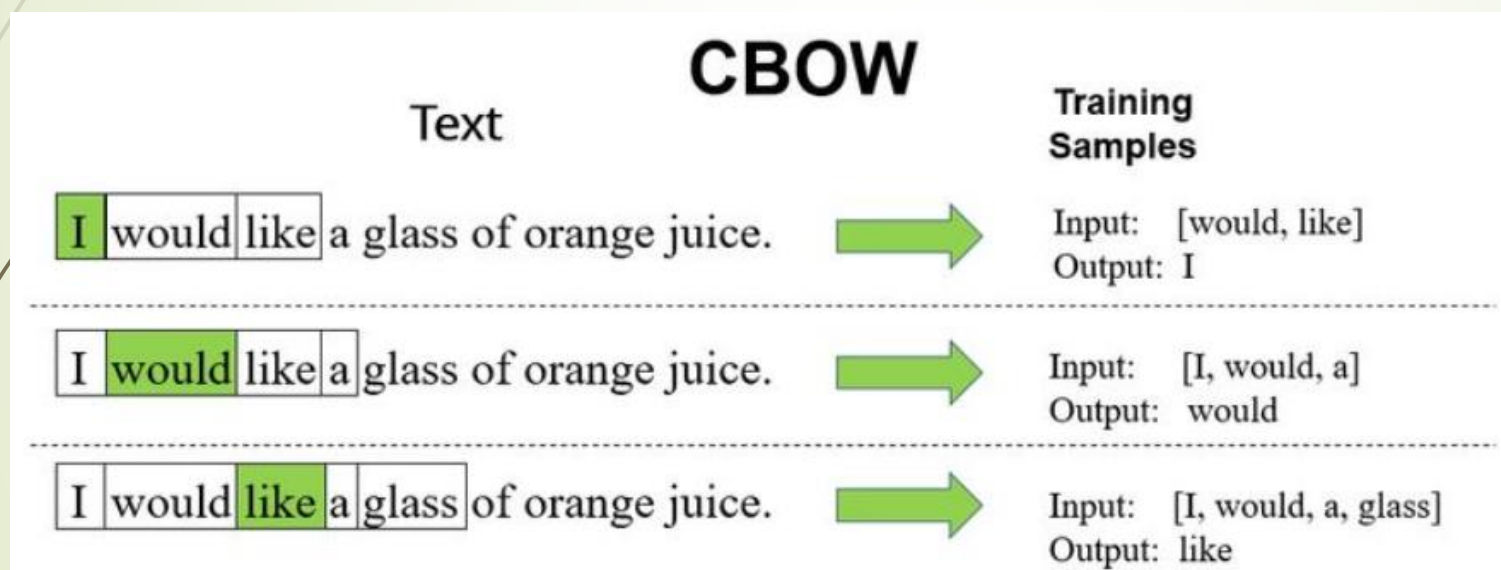 CBOW
Text
Training
Samples
I would like a glass of orange juice.
Input: [would, like]
Output: I
I would like a glass of orange juice.
Input: [I, would, a]
Output: would
I would like a glass of orange juice.
Input: [I, would, a, glass]
Output: like